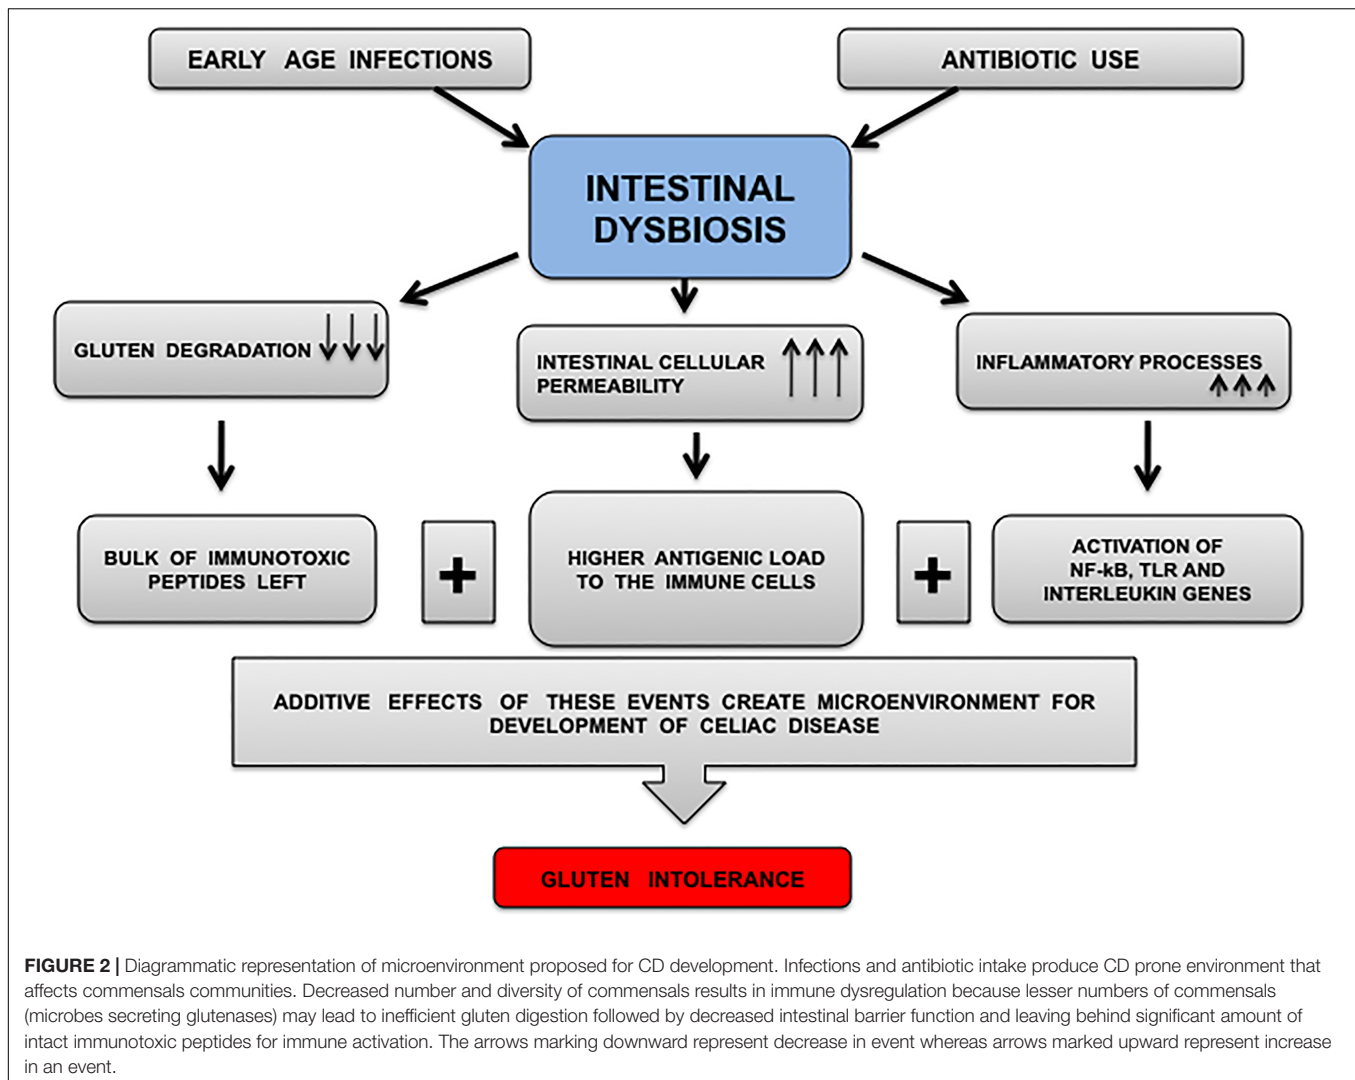 EARLY AGE INFECTIONS
ANTIBIOTIC USE
INTESTINAL
DYSBIOSIS
GLUTEN DEGRADATION
INTESTINAL CELLULAR
PERMEABILITY
INFLAMMATORY PROCESSES
BULK OF IMMUNOTOXIC
PEPTIDES LEFT
+
HIGHER ANTIGENIC LOAD
TO THE IMMUNE CELLS
+
ACTIVATION OF
NF-kB, TLR AND
INTERLEUKIN GENES
ADDITIVE EFFECTS OF THESE EVENTS CREATE MICROENVIRONMENT FOR
DEVELOPMENT OF CELIAC DISEASE
GLUTEN INTOLERANCE
FIGURE 2 | Diagrammatic representation of microenvironment proposed for CD development. Infections and antibiotic intake produce CD prone environment that
affects commensals communities. Decreased number and diversity of commensals results in immune dysregulation because lesser numbers of commensals
(microbes secreting glutenases) may lead to inefficient gluten digestion followed by decreased intestinal barrier function and leaving behind significant amount of
intact immunotoxic peptides for immune activation. The arrows marking downward represent decrease in event whereas arrows marked upward represent increase
in an event.